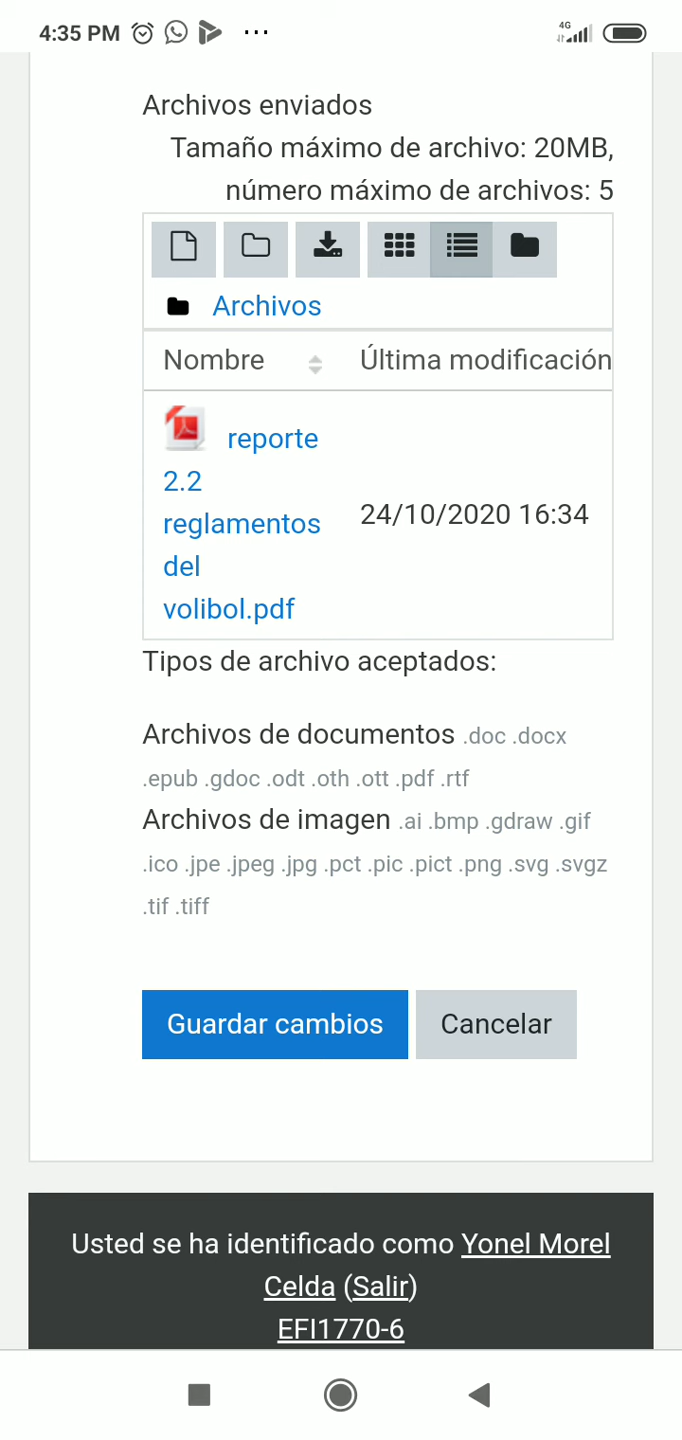 4:35 PM ...
4G
Archivos enviados
Tamaño máximo de archivo: 20MB,
número máximo de archivos: 5
Archivos
Nombre Última modificación
reporte
2.2
reglamentos
del
volibol.pdf
24/10/2020 16:34
Tipos de archivo aceptados:
Archivos de documentos .doc .docx
.epub .gdoc .odt .oth .ott .pdf .rtf
Archivos de imagen .ai .bmp .gdraw .gif
.ico .jpe .jpeg .jpg .pct .pic .pict .png .svg .svgz
.tif .tiff
Guardar cambios Cancelar
Usted se ha identificado como Yonel Morel
Celda (Salir)
EFI1770-6